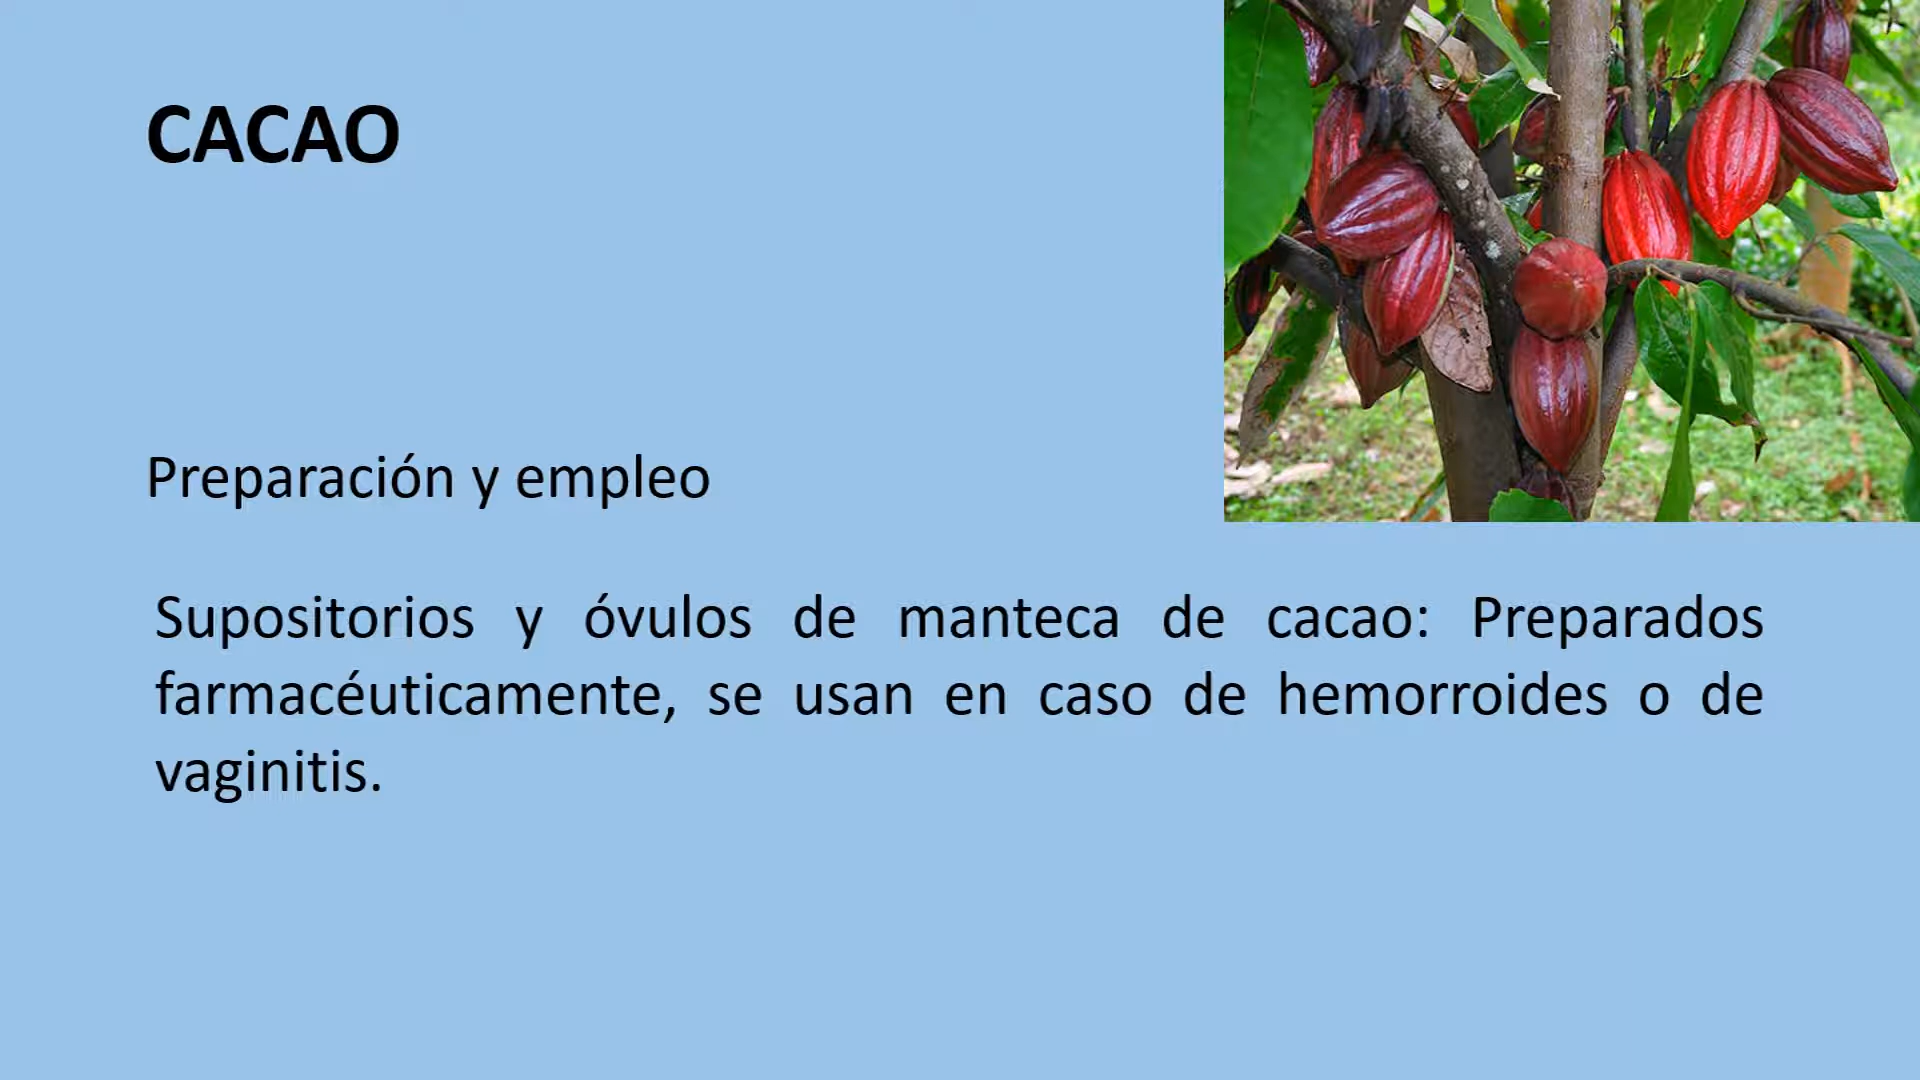 CACAO
Preparación y empleo
Supositorios y óvulos de manteca de cacao: Preparados
farmacéuticamente, se usan en caso de hemorroides o de
vaginitis.